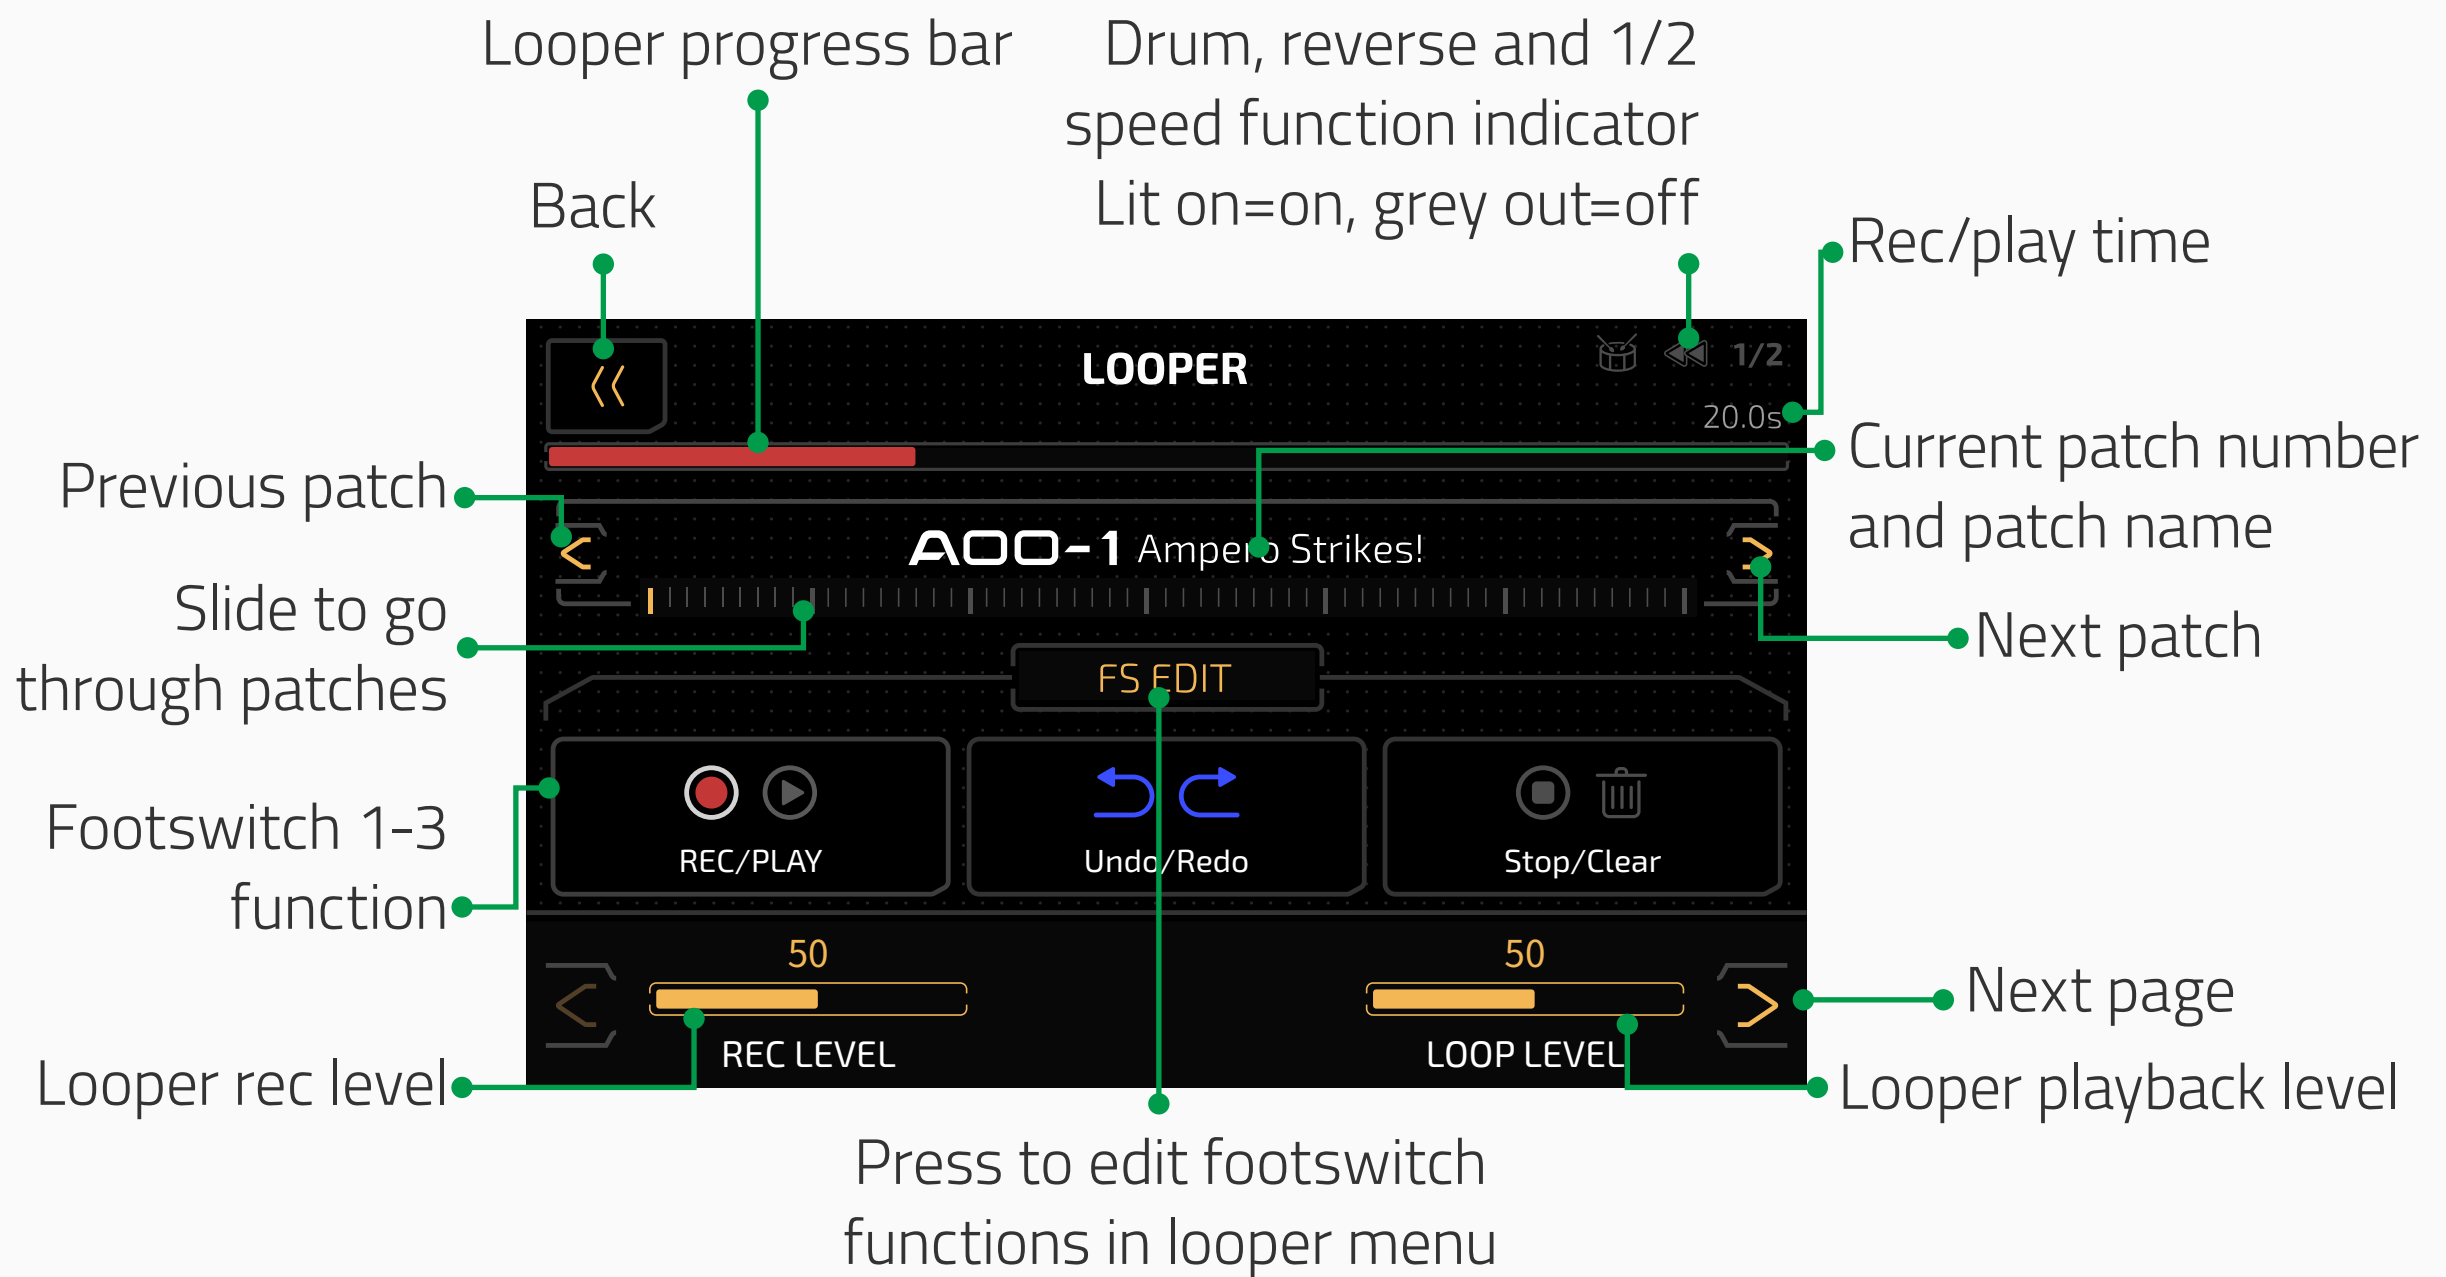 Looper progress bar
Drum, reverse and 1/2
speed function indicator
Lit on=on, grey out=off
Back
Rec/play time
LOOPER
1/2
20.0s
Current patch number
and patch name
Previous patch
A00-1 Ampero Strikes!
Slide to go
through patches
Next patch
FS EDIT
Footswitch 1-3
function
REC/PLAY
Undo/Redo
Stop/Clear
50
50
REC LEVEL
LOOP LEVEL
Next page
Looper rec level
Looper playback level
Press to edit footswitch
functions in looper menu